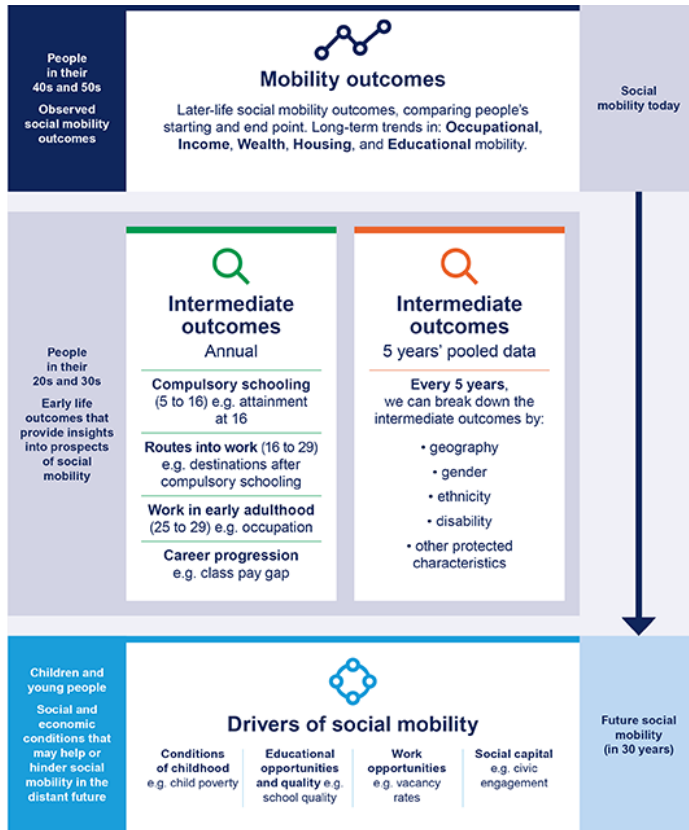 People
in their
40s and 50s
Observed
social mobility
outcomes
Mobility outcomes
Later-life social mobility outcomes, comparing people's
starting and end point. Long-term trends in: Occupational,
Income, Wealth, Housing, and Educational mobility.
Social
mobility today
People
in their
20s and 30s
Early life
outcomes that
provide insights
into prospects
of social
mobility
Intermediate
outcomes
Annual
Compulsory schooling
(5 to 16) e.g. attainment
at 16
Routes into work (16 to 29)
e.g. destinations after
compulsory schooling
Work in early adulthood
(25 to 29) e.g. occupation
Career progression
e.g. class pay gap
Intermediate
outcomes
5 years' pooled data
Every 5 years,
we can break down the
intermediate outcomes by:
• geography
• gender
• ethnicity
• disability
• other protected
characteristics
Children and
young people
Social and
economic
conditions that
may help or
hinder social
mobility in the
distant future
Drivers of social mobility
Conditions
of childhood
e.g. child poverty
Educational
opportunities
and quality e.g.
school quality
Work
opportunities
e.g. vacancy
rates
Social capital
e.g. civic
engagement
Future social
mobility
(in 30 years)